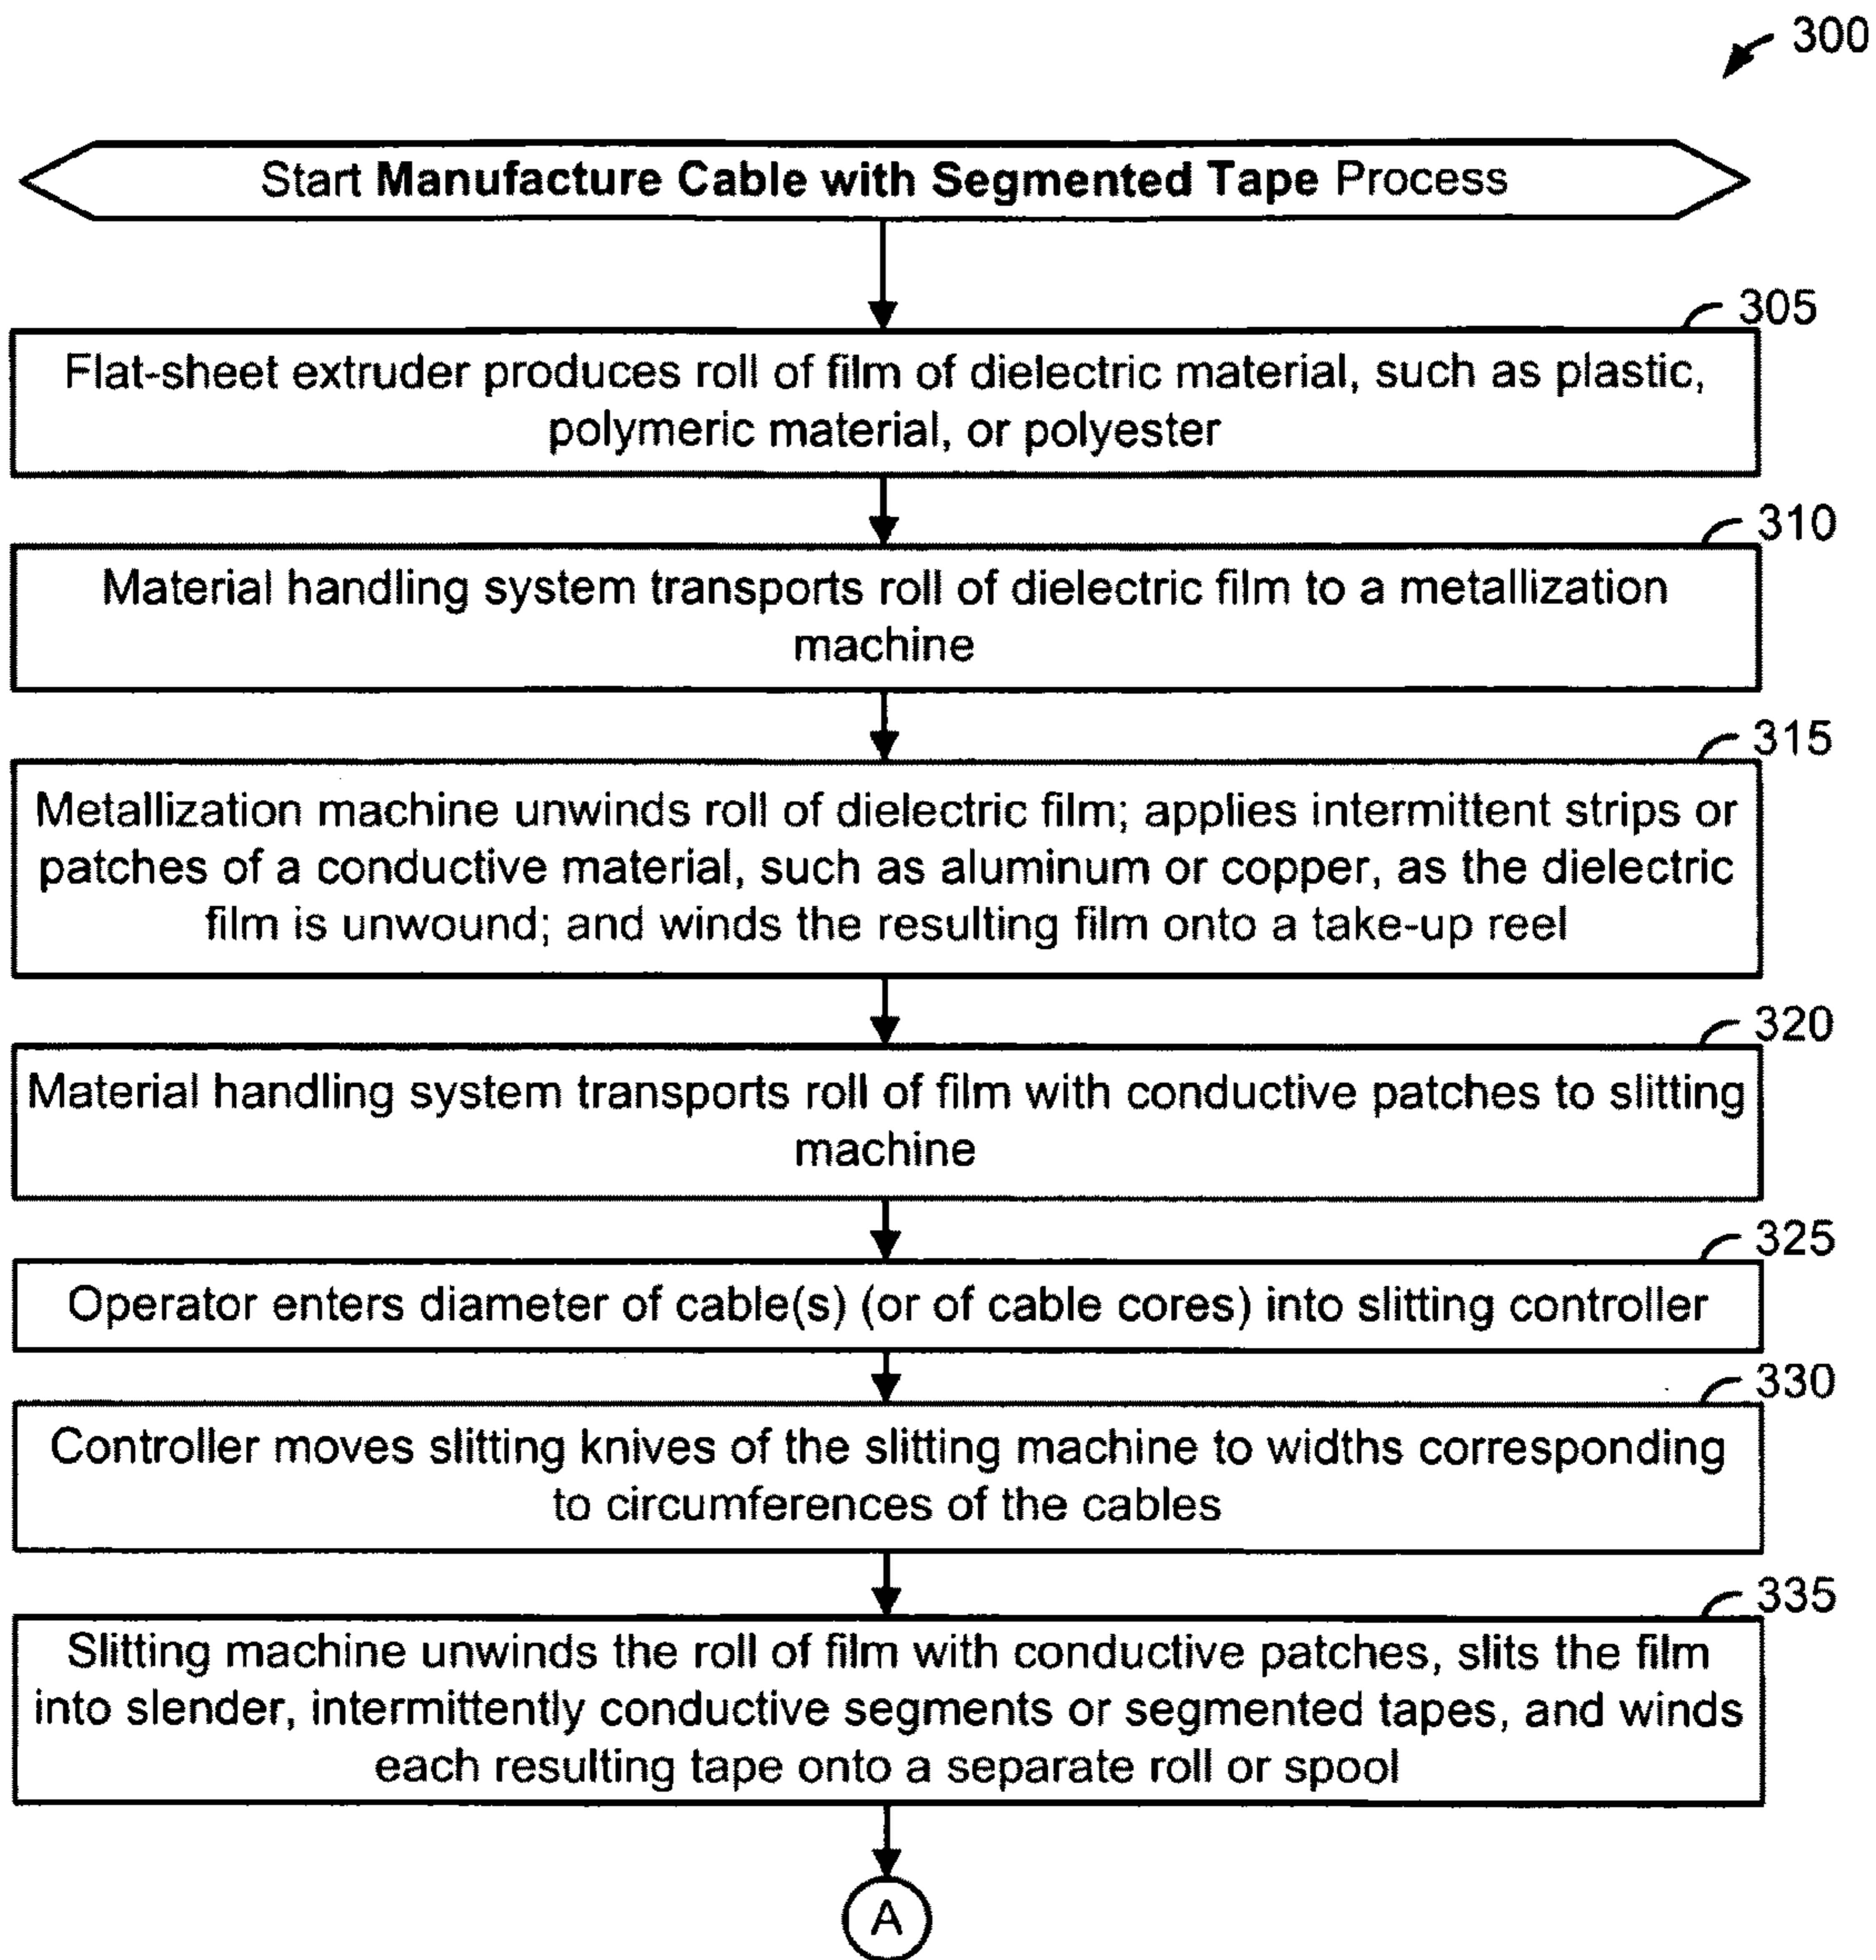 300
Start Manufacture Cable with Segmented Tape Process
305
Flat-sheet extruder produces roll of film of dielectric material, such as plastic,
polymeric material, or polyester
310
Material handling system transports roll of dielectric film to a metallization
machine
315
Metallization machine unwinds roll of dielectric film; applies intermittent strips or
patches of a conductive material, such as aluminum or copper, as the dielectric
film is unwound; and winds the resulting film onto a take-up reel
320
Material handling system transports roll of film with conductive patches to slitting
machine
325
Operator enters diameter of cable(s) (or of cable cores) into slitting controller
330
Controller moves slitting knives of the slitting machine to widths corresponding
to circumferences of the cables
335
Slitting machine unwinds the roll of film with conductive patches, slits the film
into slender, intermittently conductive segments or segmented tapes, and winds
each resulting tape onto a separate roll or spool
A